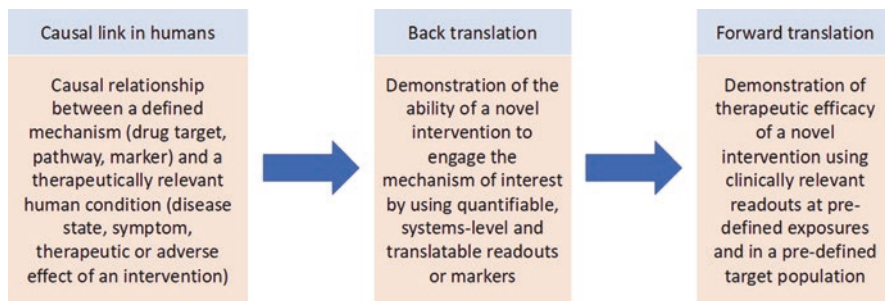 Causal link in humans
Causal relationship
between a defined
mechanism (drug target,
pathway, marker) and a
therapeutically relevant
human condition (disease
state, symptom,
therapeutic or adverse
effect of an intervention)
Back translation
Demonstration of the
ability of a novel
intervention to
engage the
mechanism of interest
by using quantifiable,
systems-level and
translatable readouts
or markers
Forward translation
Demonstration of
therapeutic efficacy
of a novel
intervention using
clinically relevant
readouts at pre-
defined exposures
and in a pre-defined
target population